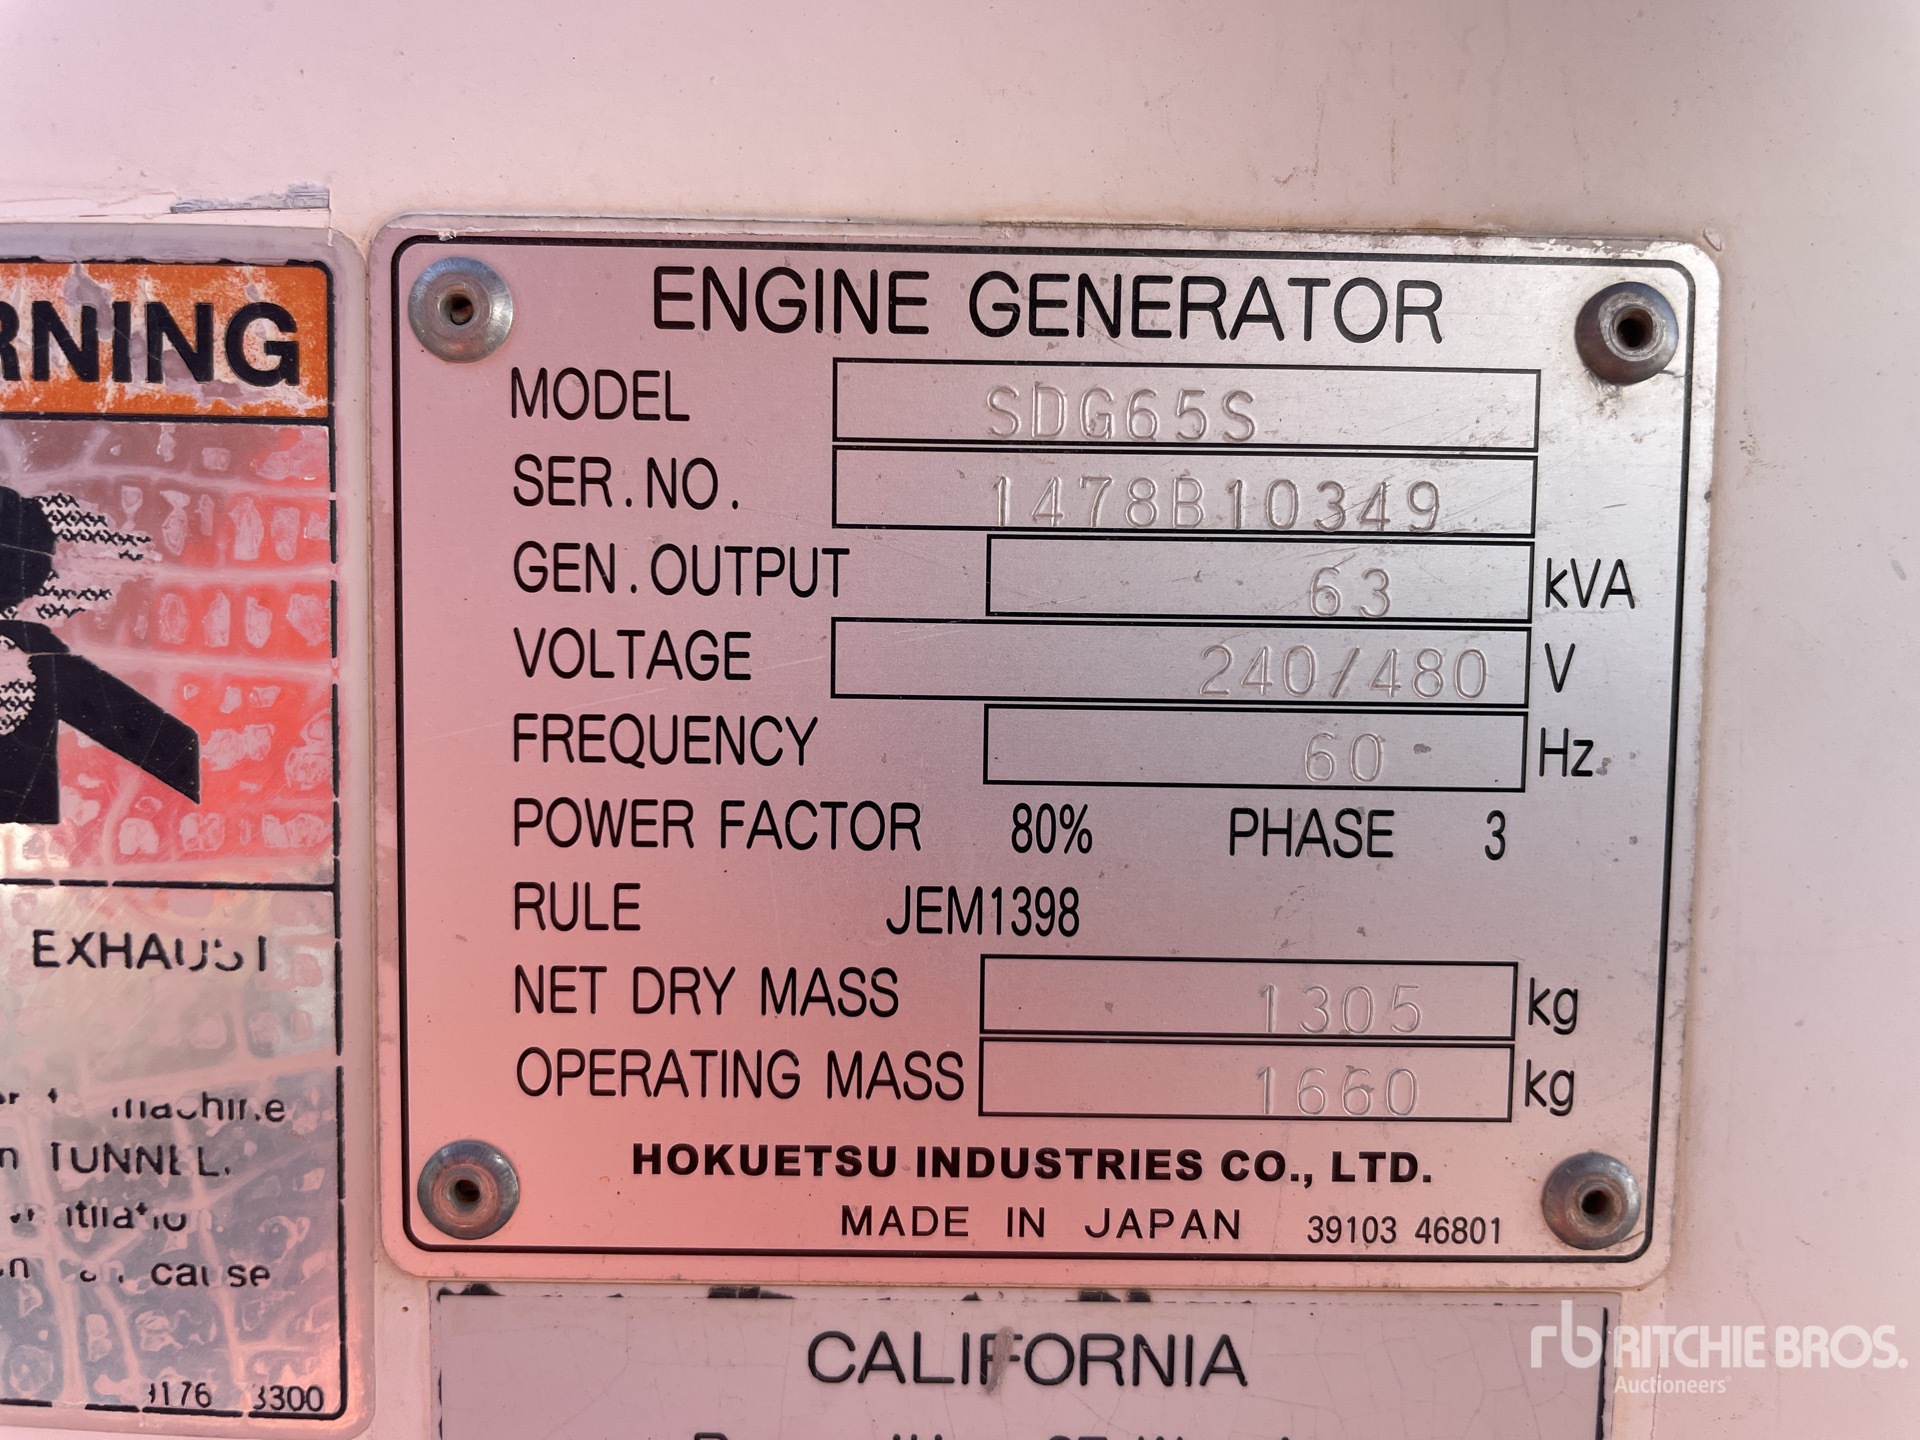 ENGINE GENERATOR
MODEL SDG65S
SER.NO. 1478B10349
GEN.OUTPUT 63 kVA
VOLTAGE 240/480 V
FREQUENCY 60 Hz
POWER FACTOR 80% PHASE 3
RULE JEM1398
NET DRY MASS 1305 kg
OPERATING MASS 1660 kg
HOKUETSU INDUSTRIES CO., LTD.
MADE IN JAPAN 39103 46801
RNING
EXHAUST
machine
TUNNEL.
cause
CALIFORNIA
rb RITCHIE BROS.
Auctioneers